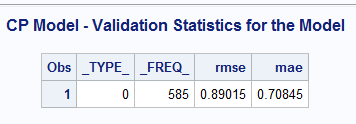 CP Model - Validation Statistics for the Model
Obs _TYPE_ _FREQ_ rmse mae
1 0 585 0.89015 0.70845